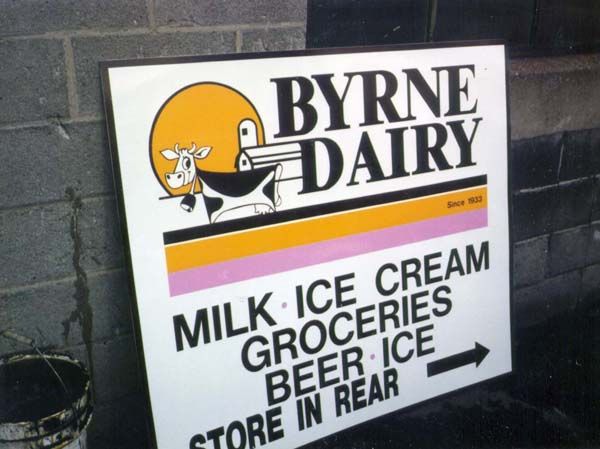 BYRNE
DAIRY
Since 1933
MILK · ICE CREAM
GROCERIES
BEER · ICE
STORE IN REAR